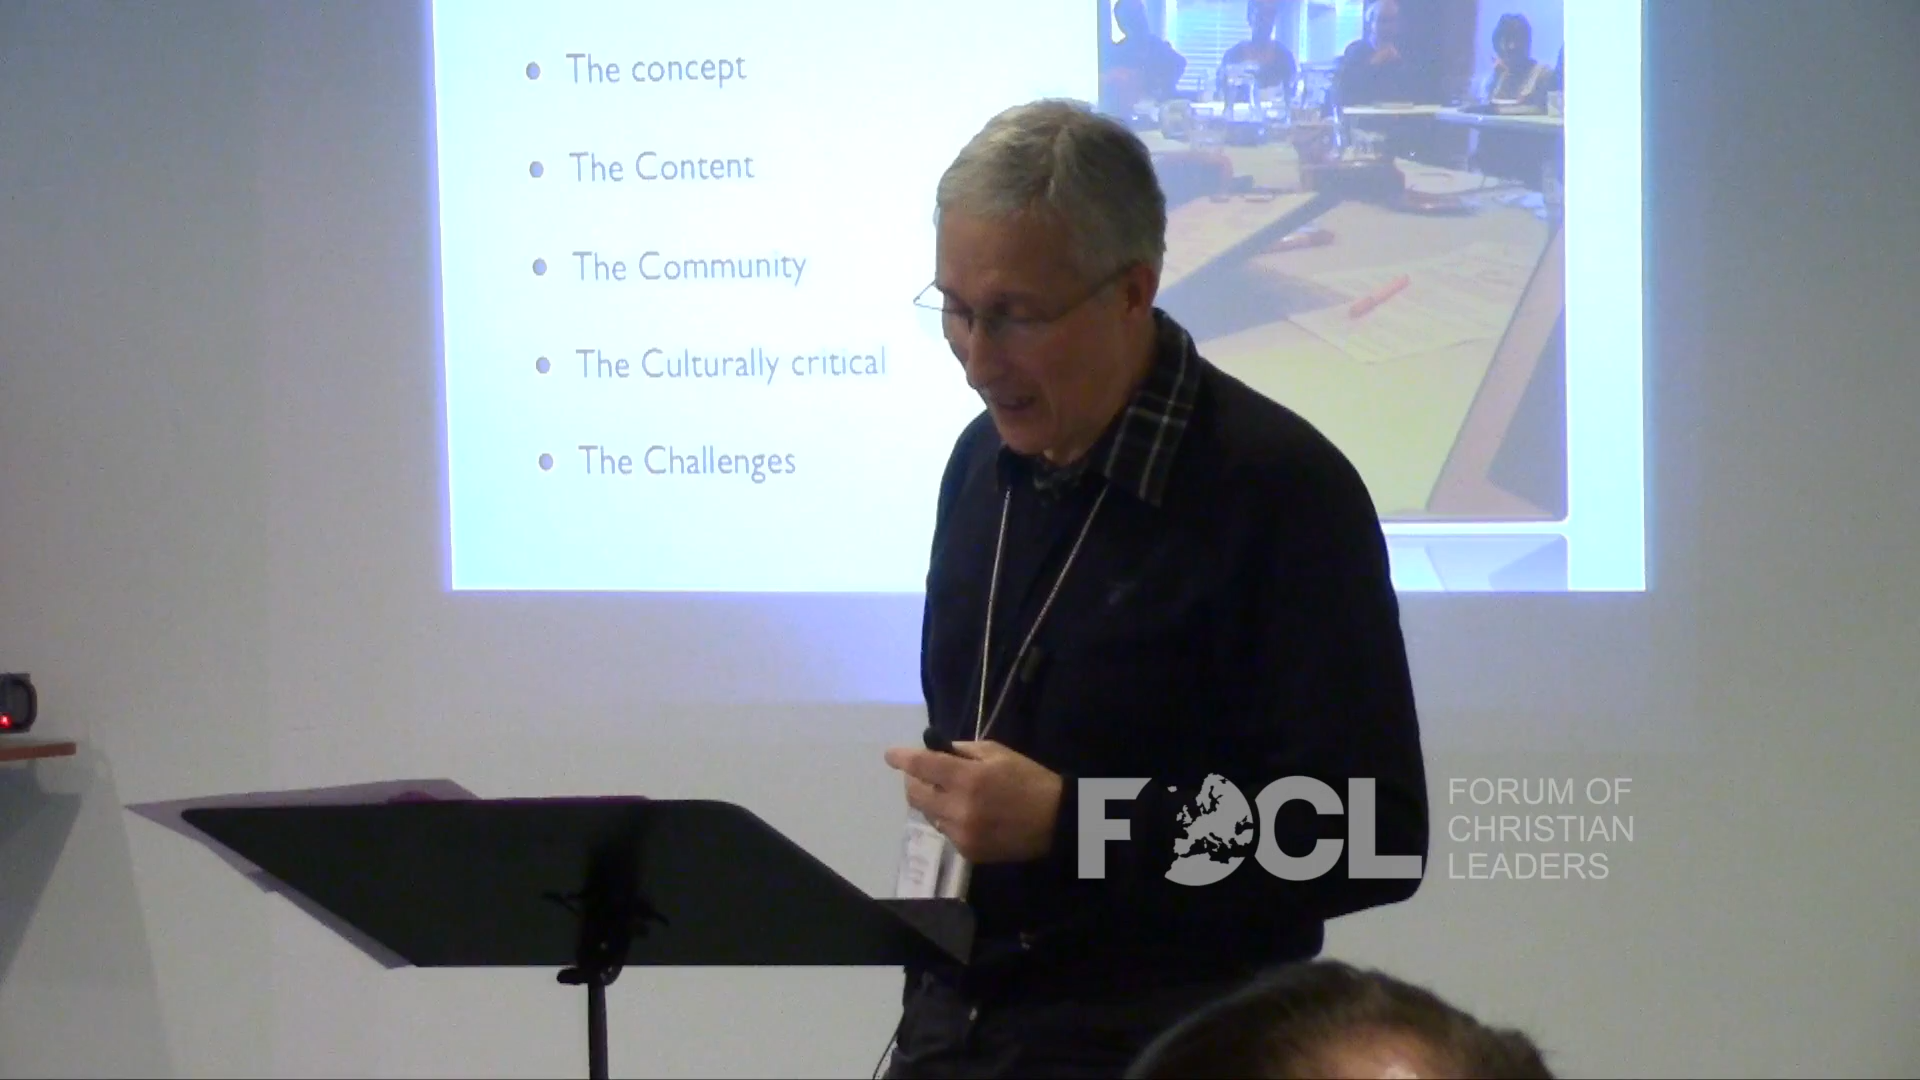 The concept
The Content
The Community
The Culturally critical
The Challenges
FOCL
FORUM OF
CHRISTIAN
LEADERS